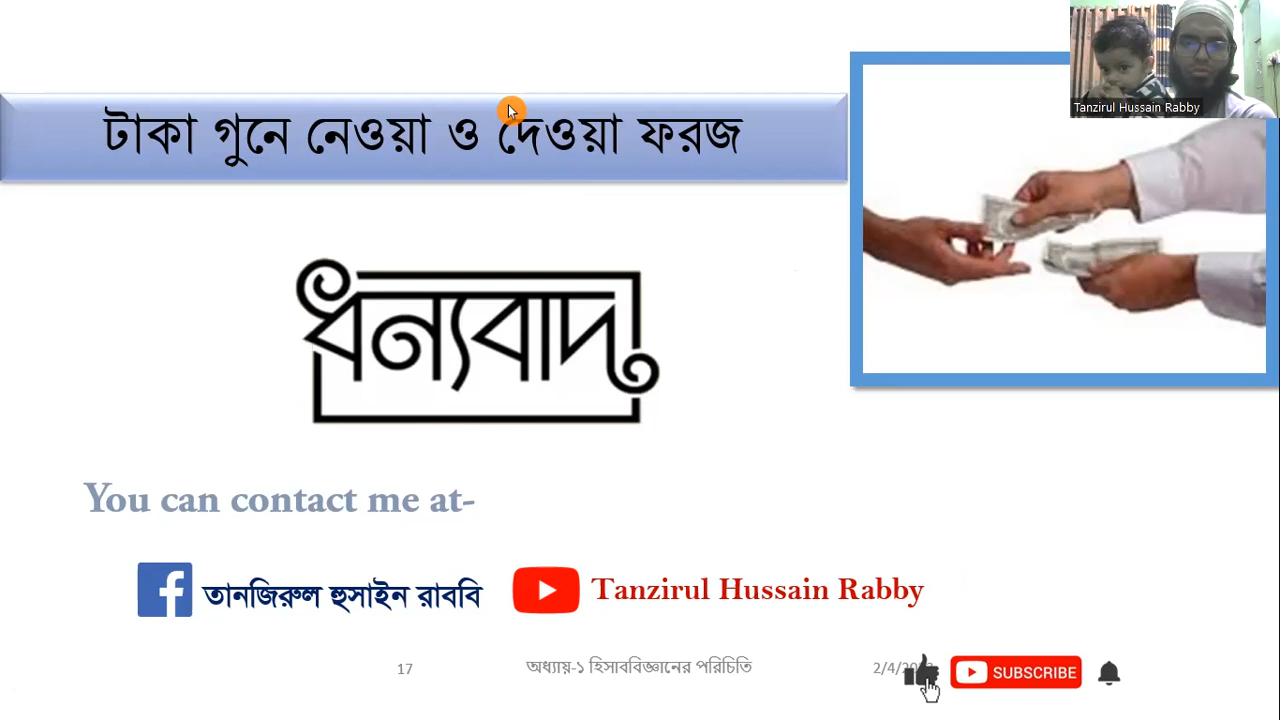 টাকা গুনে নেওয়া ও দেওয়া ফরজ
Tanzirul Hussain Rabby
ধন্যবাদ
You can contact me at-
তানজিরুল হুসাইন রাববি
Tanzirul Hussain Rabby
17
অধ্যায়-১ হিসাববিজ্ঞানের পরিচিতি
SUBSCRIBE